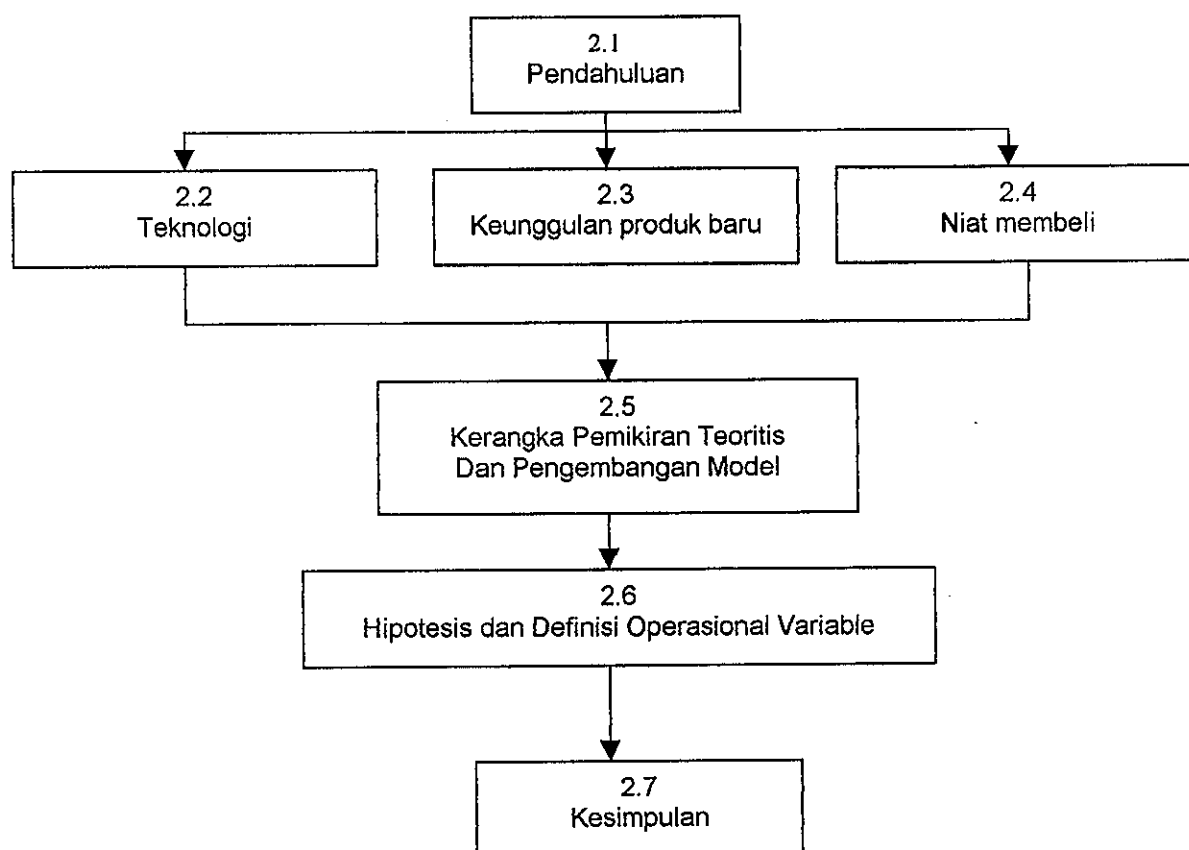 2.1
Pendahuluan
2.2
Teknologi
2.3
Keunggulan produk baru
2.4
Niat membeli
2.5
Kerangka Pemikiran Teoritis
Dan Pengembangan Model
2.6
Hipotesis dan Definisi Operasional Variable
2.7
Kesimpulan